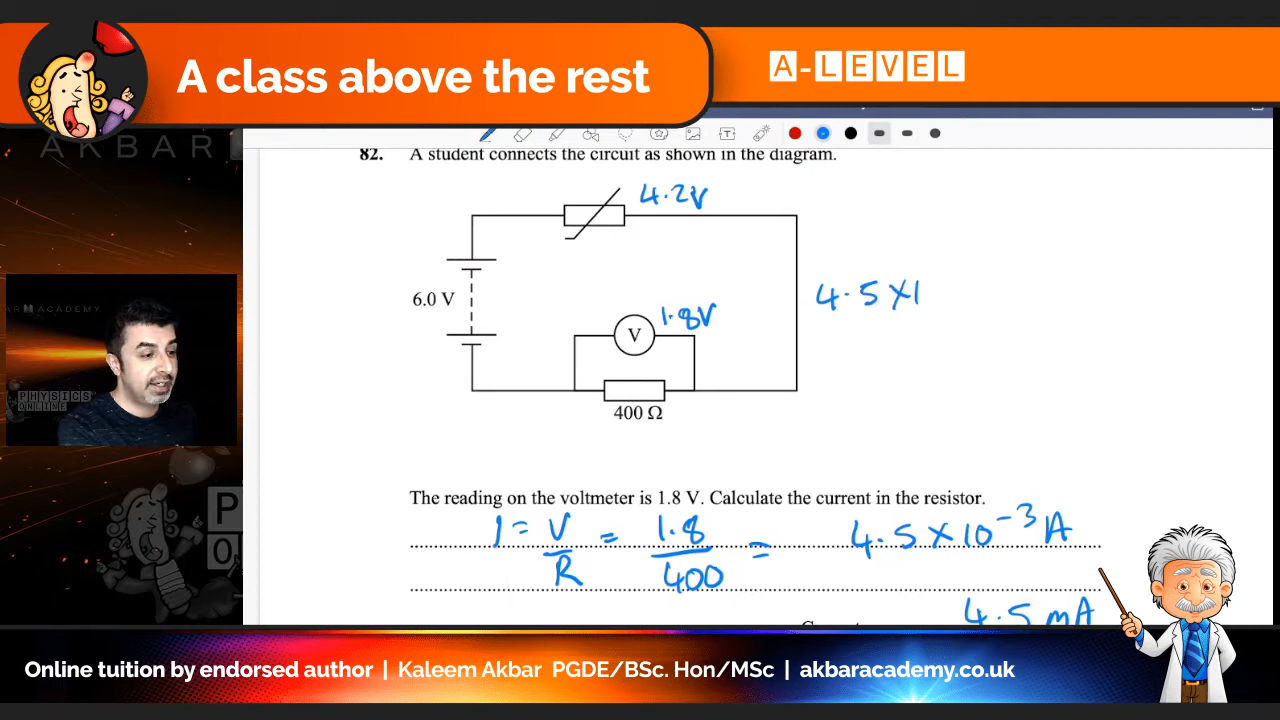 A class above the rest
A-LEVEL
AKBAR
82. A student connects the circuit as shown in the diagram.
4.2V
6.0 V
1.8V
V
4.5 X1
400 Ω
AR ACADEMY
PHYSICS
ONLINE
The reading on the voltmeter is 1.8 V. Calculate the current in the resistor.
I = V/R = 1.8/400 = 4.5 X 10⁻³ A
4.5 mA
Online tuition by endorsed author | Kaleem Akbar PGDE/BSc. Hon/MSc | akbaracademy.co.uk